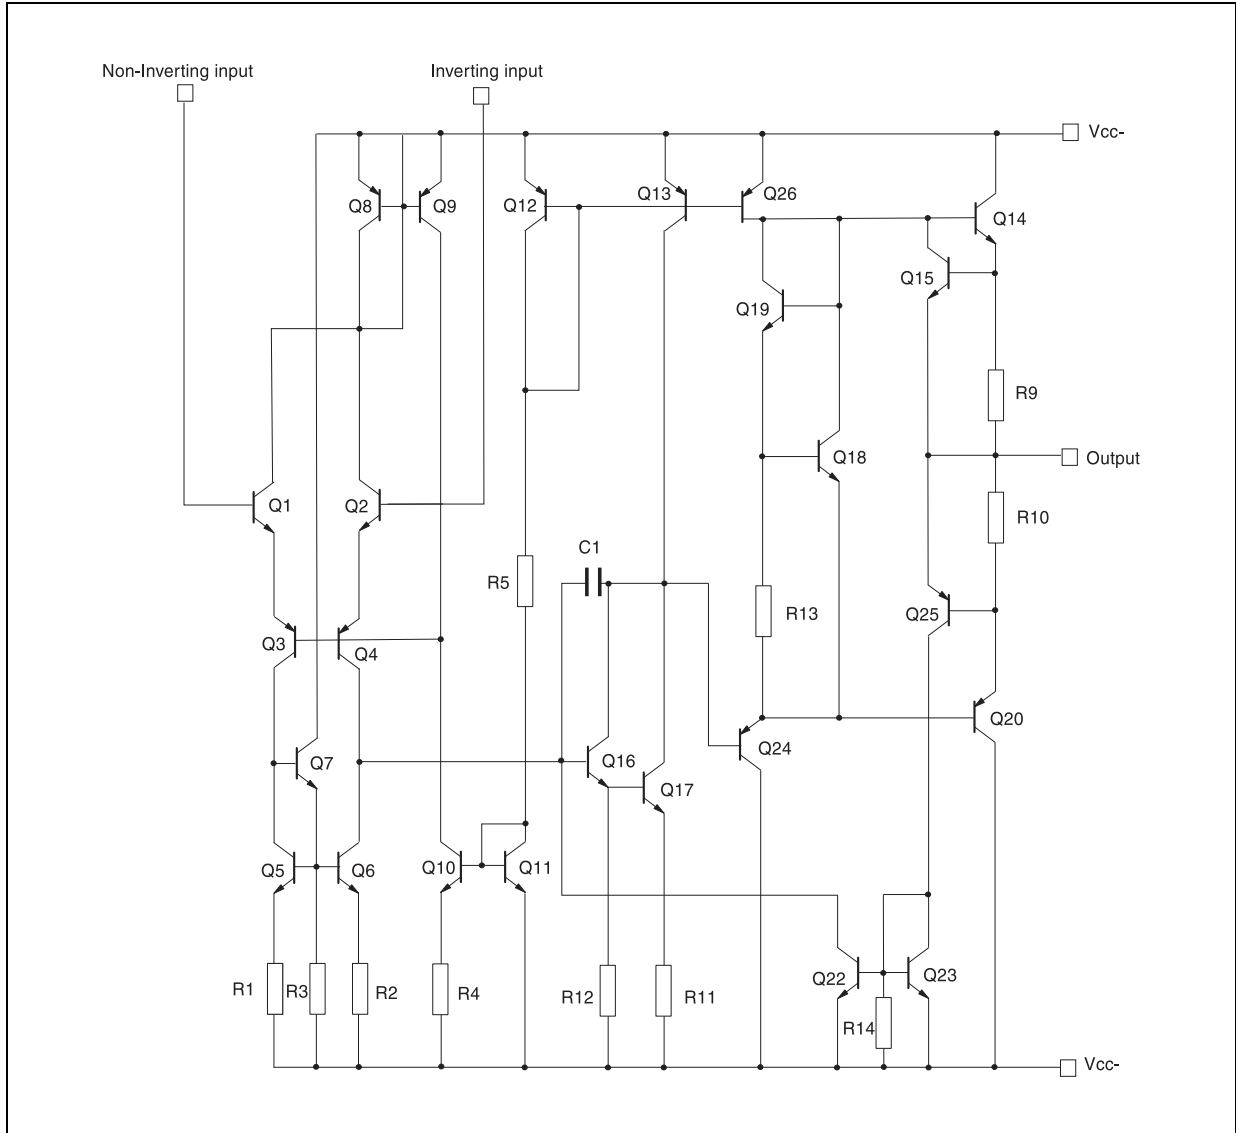 Non-Inverting input
Inverting input
Vcc-
Q8
Q9
Q12
Q13
Q26
Q14
Q15
Q19
R9
Q18
Output
Q1
Q2
R10
C1
R5
R13
Q25
Q3
Q4
Q20
Q24
Q7
Q16
Q17
Q5
Q6
Q10
Q11
Q22
Q23
R1
R3
R2
R4
R12
R11
R14
Vcc-